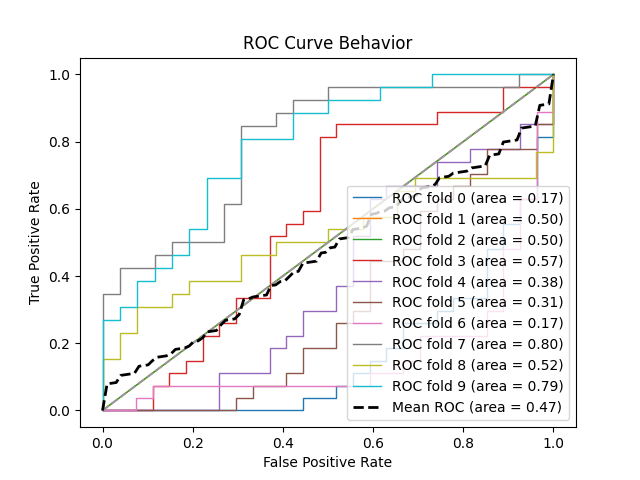 ROC Curve Behavior
True Positive Rate
1.0
0.8
0.6
0.4
0.2
0.0
ROC fold 0 (area = 0.17)
ROC fold 1 (area = 0.50)
ROC fold 2 (area = 0.50)
ROC fold 3 (area = 0.57)
ROC fold 4 (area = 0.38)
ROC fold 5 (area = 0.31)
ROC fold 6 (area = 0.17)
ROC fold 7 (area = 0.80)
ROC fold 8 (area = 0.52)
ROC fold 9 (area = 0.79)
Mean ROC (area = 0.47)
0.0 0.2 0.4 0.6 0.8 1.0
False Positive Rate